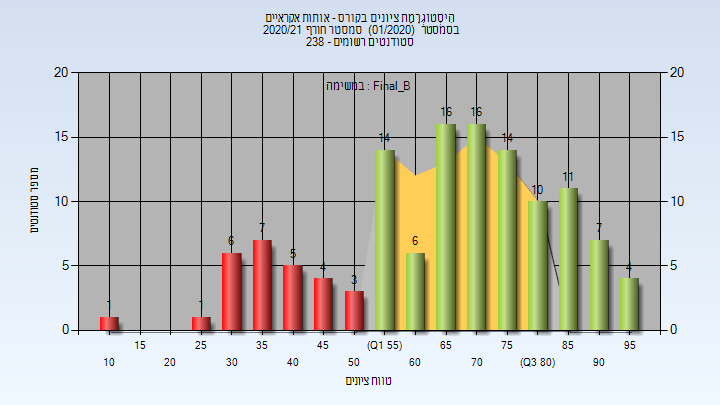 היסטוגרמת ציונים בקורס - אותות אקראיים
בסמסטר (01/2020) סמסטר חורף 2020/21
סטודנטים רשומים - 238
במשימה : Final_B
20 20
15 15
10 10
5 5
0 0
מספר סטודנטים
1 1 6 7 5 4 3 14 6 16 16 14 10 11 7 4
15 25 35 45 (Q1 55) 65 75 85 95
10 20 30 40 50 60 70 (Q3 80) 90
טווח ציונים